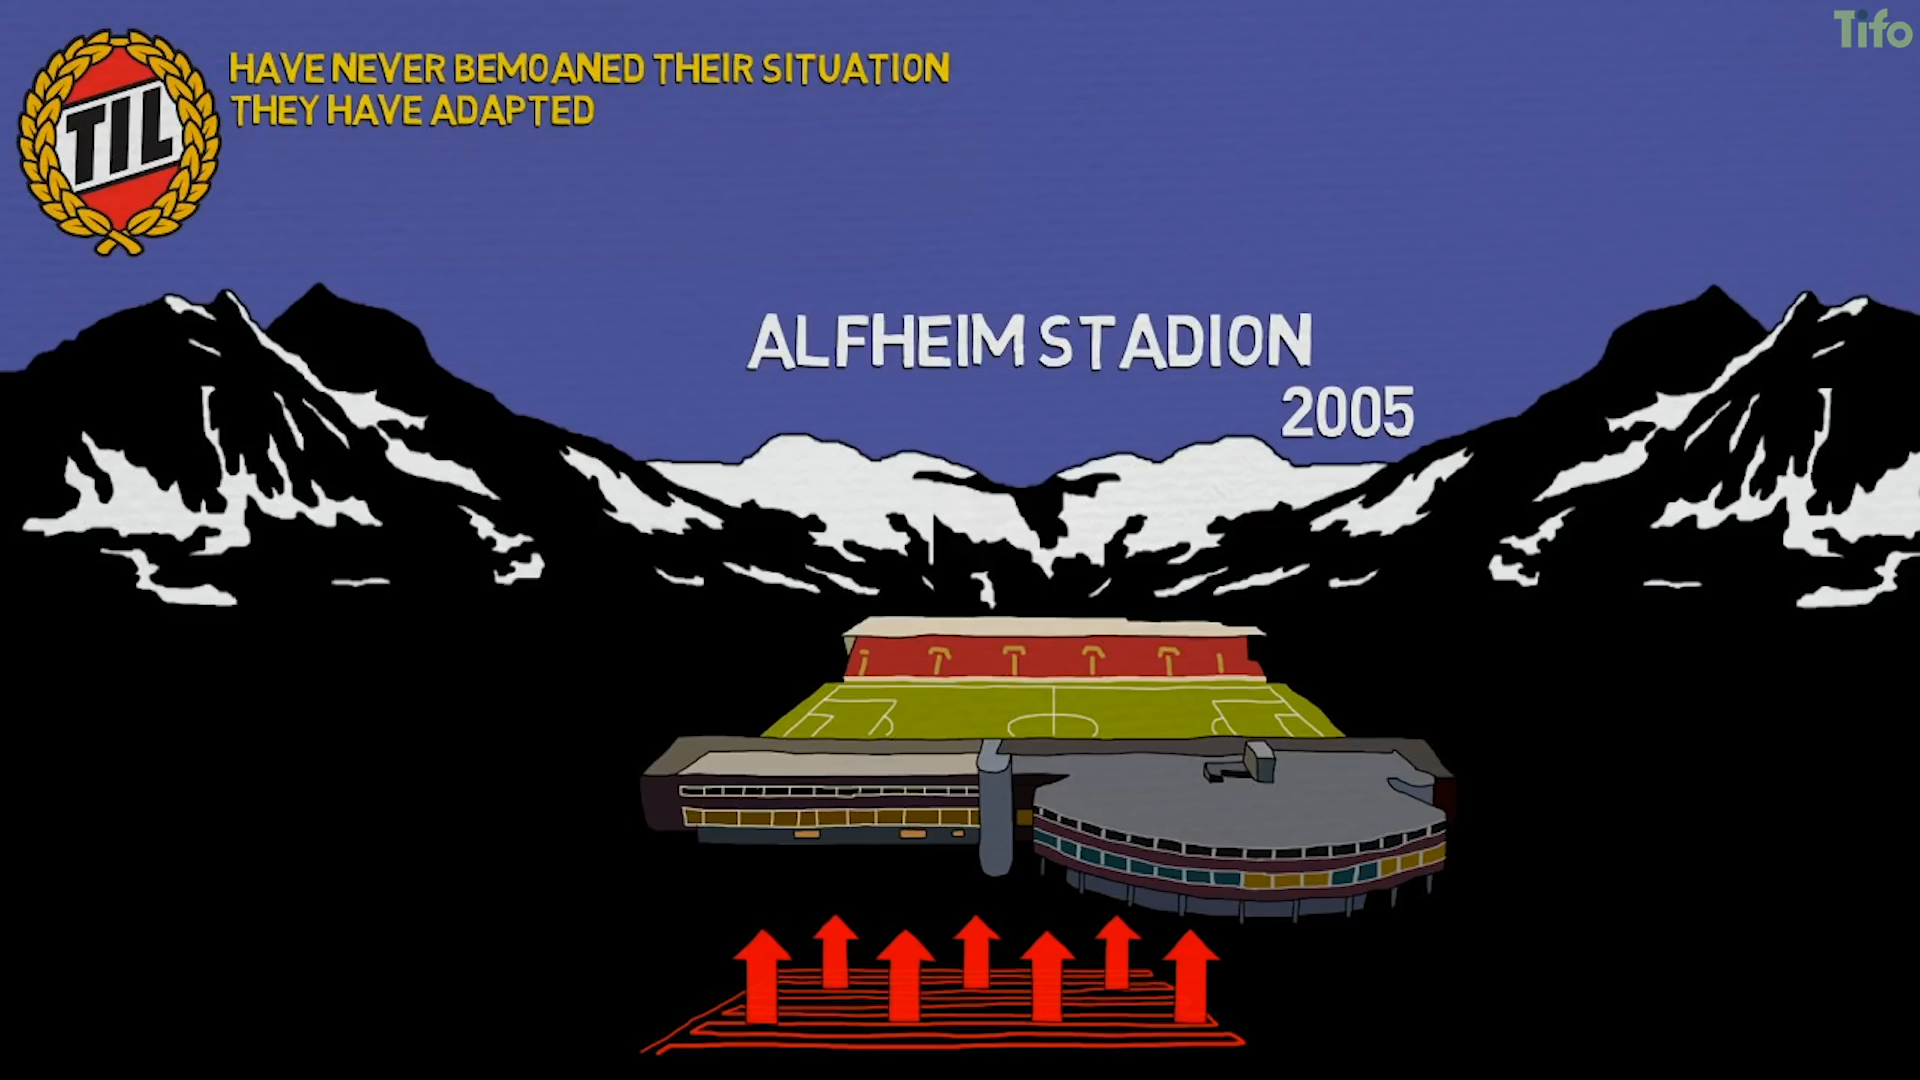 Tifo
TIL
HAVE NEVER BEMOANED THEIR SITUATION
THEY HAVE ADAPTED
ALFHEIM STADION
2005